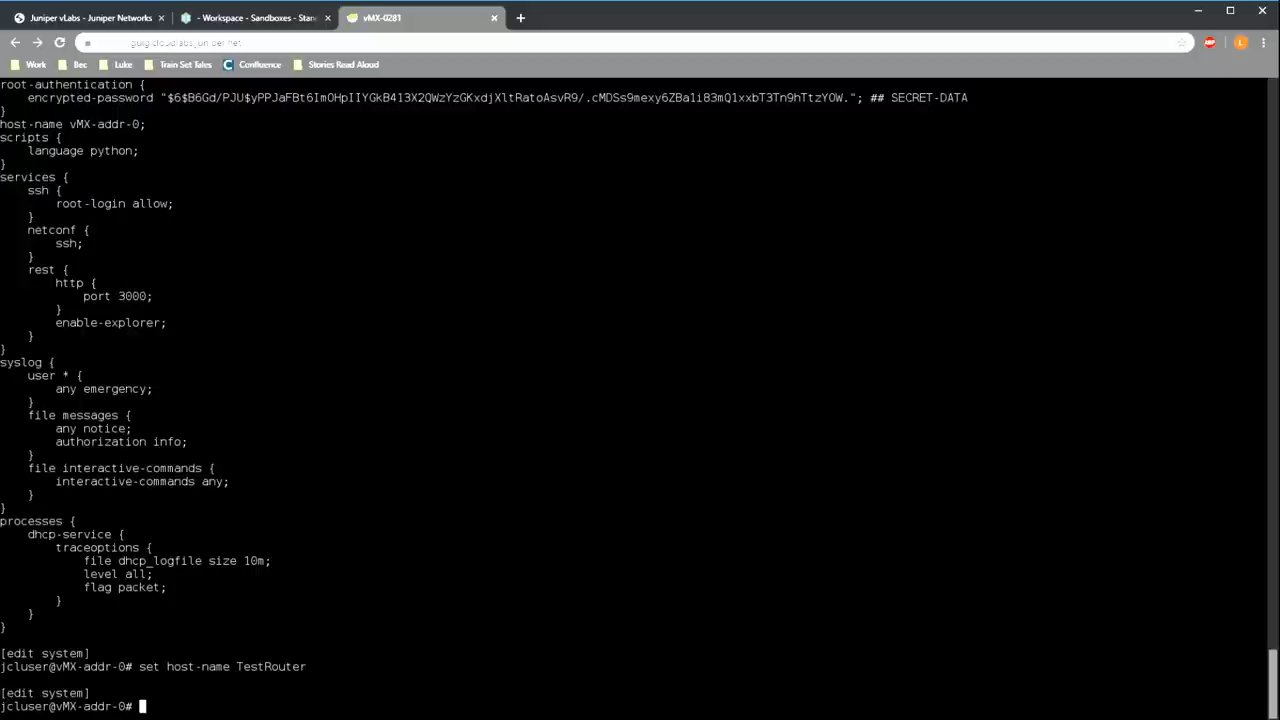 Juniper vLabs - Juniper Networks
- Workspace - Sandboxes - Stan
vMX-0281
Work
Bec
Luke
Train Set Tales
Confluence
Stories Read Aloud
root-authentication {
encrypted-password "$6$B6Gd/PJU$yPPJaFBt6ImOHpIIYGkB413X2QWzYzGKxdjXltRatoAsvR9/.cMDSs9mexy6ZBa1i83mQ1xxbT3Tn9hTtzYOW."; ## SECRET-DATA
}
host-name vMX-addr-0;
scripts {
language python;
}
services {
ssh {
root-login allow;
}
netconf {
ssh;
}
rest {
http {
port 3000;
}
enable-explorer;
}
}
syslog {
user * {
any emergency;
}
file messages {
any notice;
authorization info;
}
file interactive-commands {
interactive-commands any;
}
}
processes {
dhcp-service {
traceoptions {
file dhcp_logfile size 10m;
level all;
flag packet;
}
}
}
[edit system]
jcluser@vMX-addr-0# set host-name TestRouter
[edit system]
jcluser@vMX-addr-0#